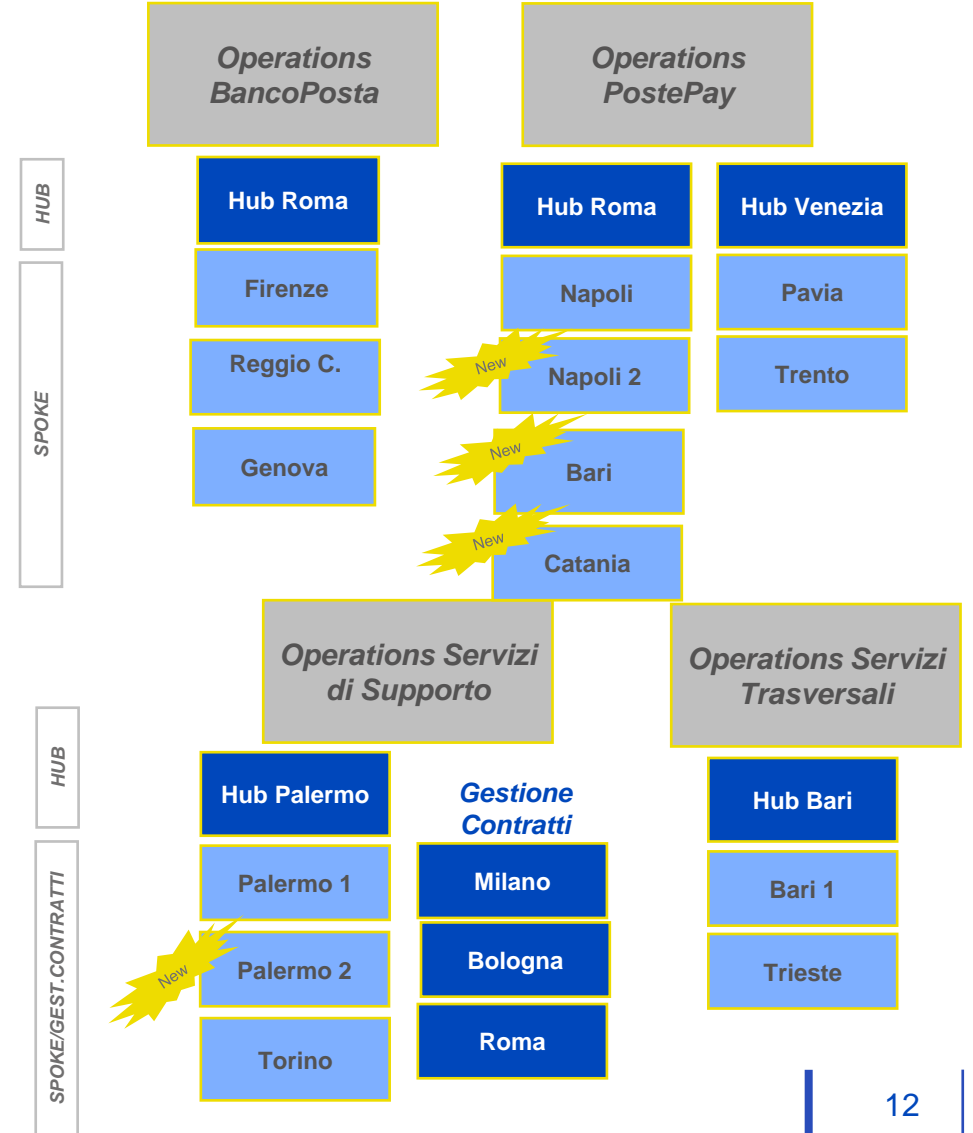 Operations
BancoPosta
Operations
PostePay
HUB
Hub Roma
Hub Roma
Hub Venezia
SPOKE
Firenze
Napoli
Pavia
Reggio C.
New
Napoli 2
Trento
Genova
New
Bari
New
Catania
Operations Servizi
di Supporto
Operations Servizi
Trasversali
HUB
Hub Palermo
Gestione
Contratti
Hub Bari
SPOKE/GEST.CONTRATTI
Palermo 1
Milano
Bari 1
New
Palermo 2
Bologna
Trieste
Torino
Roma
12